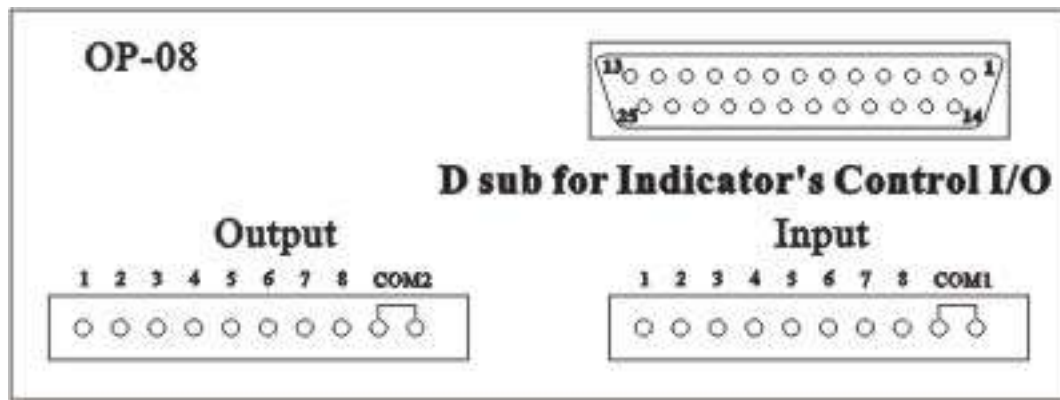 OP-08
13 1
25 14
D sub for Indicator's Control I/O
Output
1 2 3 4 5 6 7 8 COM2
Input
1 2 3 4 5 6 7 8 COM1